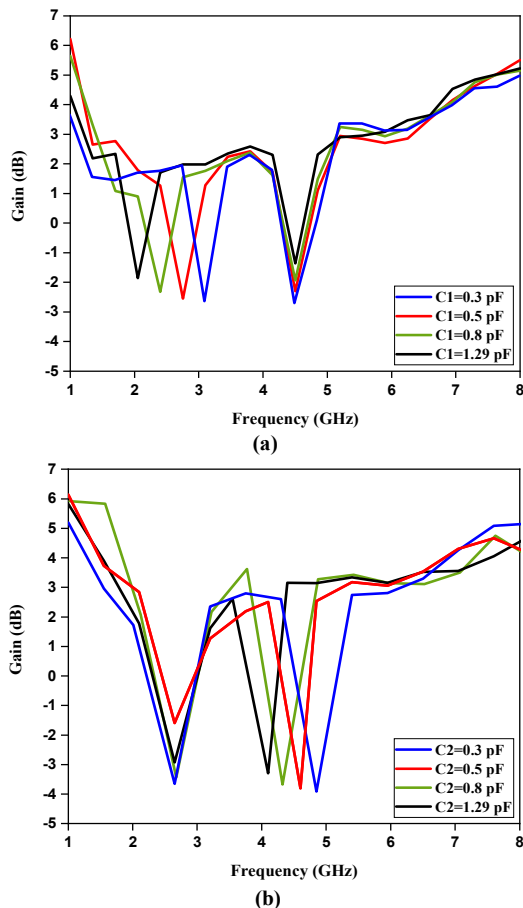 7
6
5
4
3
2
1
0
-1
-2
-3
-4
-5
Gain (dB)
C1=0.3 pF
C1=0.5 pF
C1=0.8 pF
C1=1.29 pF
1 2 3 4 5 6 7 8
Frequency (GHz)
(a)
7
6
5
4
3
2
1
0
-1
-2
-3
-4
-5
Gain (dB)
C2=0.3 pF
C2=0.5 pF
C2=0.8 pF
C2=1.29 pF
1 2 3 4 5 6 7 8
Frequency (GHz)
(b)